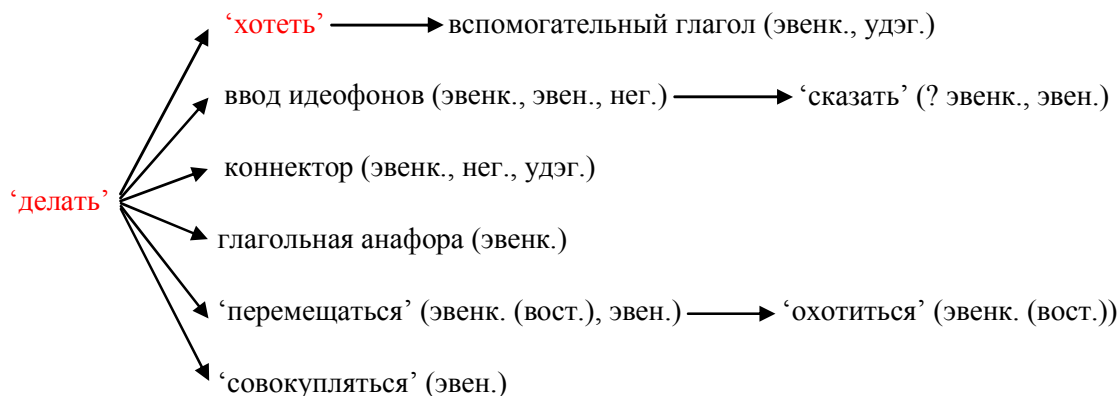 ‘хотеть’ вспомогательный глагол (эвенк., удэг.)
ввод идеофонов (эвенк., эвен., нег.) ‘сказать’ (? эвенк., эвен.)
коннектор (эвенк., нег., удэг.)
‘делать’
глагольная анафора (эвенк.)
‘перемещаться’ (эвенк. (вост.), эвен.) ‘охотиться’ (эвенк. (вост.))
‘совокупляться’ (эвен.)